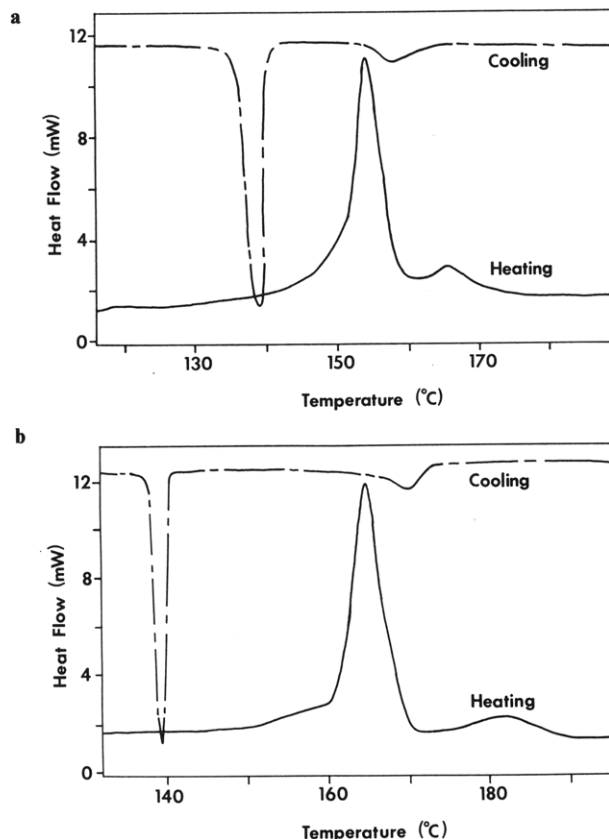 a
12
Cooling
8
Heat Flow (mW)
4
Heating
0
130
150
170
Temperature (°C)
b
12
Cooling
8
Heat Flow (mW)
4
Heating
0
140
160
180
Temperature (°C)